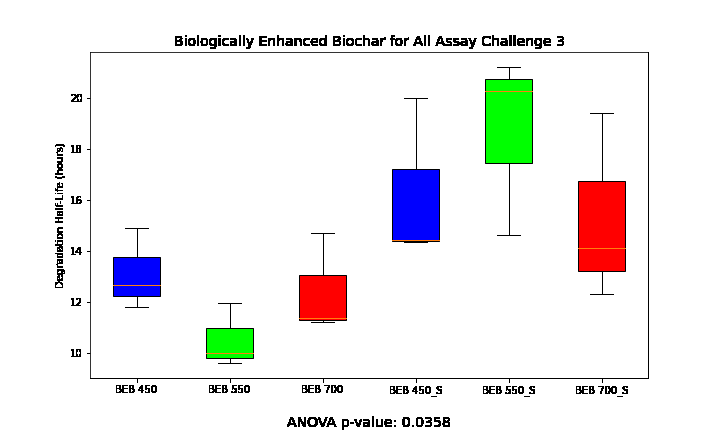 Biologically Enhanced Biochar for All Assay Challenge 3
Degradation Half-Life (hours)
20
18
16
14
12
10
BEB 450 BEB 550 BEB 700 BEB 450_S BEB 550_S BEB 700_S
ANOVA p-value: 0.0358